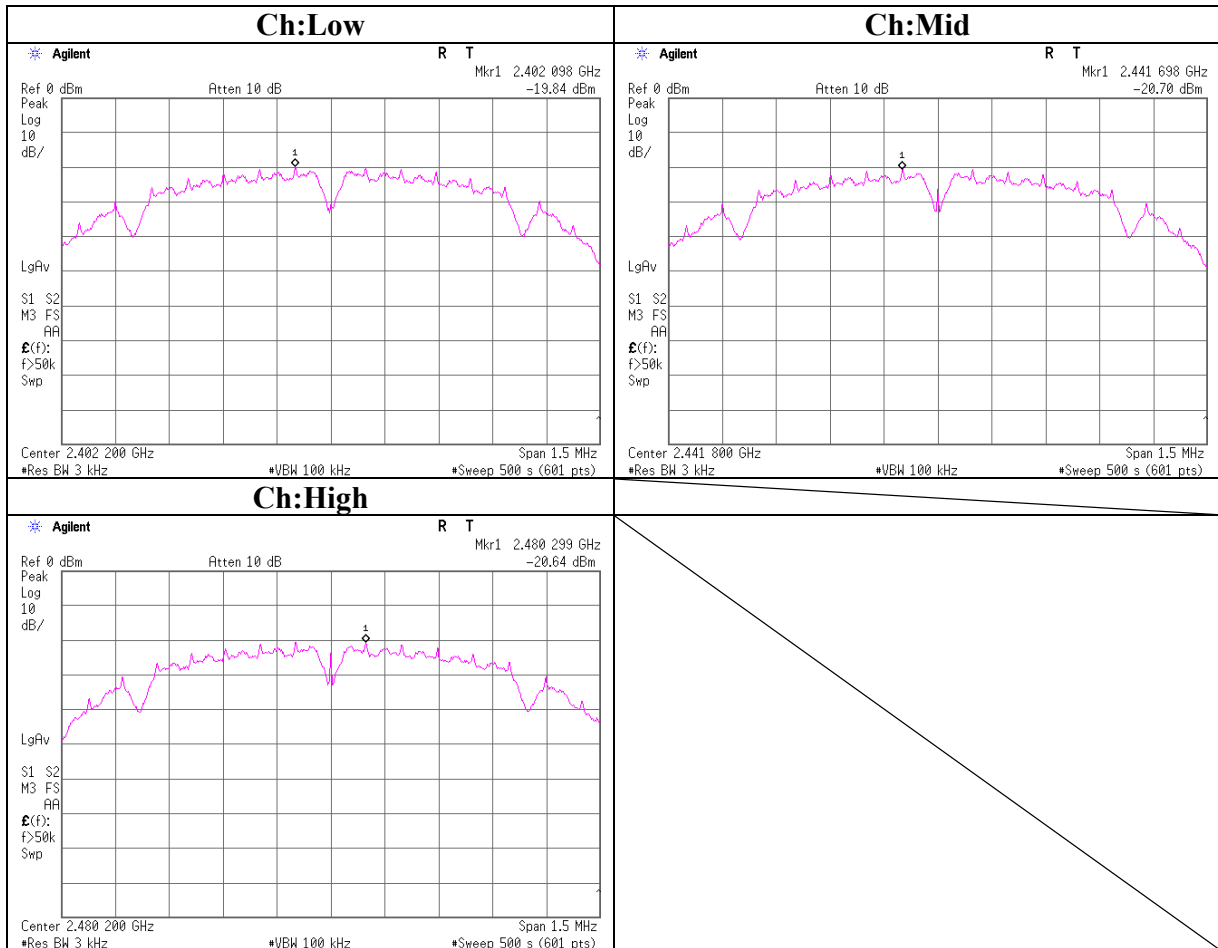 Ch:Low
Agilent
R T
Mkr1 2.402 098 GHz
Ref 0 dBm
Atten 10 dB
-19.84 dBm
Peak
Log
10
dB/
1
LgAv
S1 S2
M3 FS
AA
£(f):
f>50k
Swp
Center 2.402 200 GHz
Span 1.5 MHz
#Res BW 3 kHz
#VBW 100 kHz
#Sweep 500 s (601 pts)
Ch:Mid
Agilent
R T
Mkr1 2.441 698 GHz
Ref 0 dBm
Atten 10 dB
-20.70 dBm
Peak
Log
10
dB/
1
LgAv
S1 S2
M3 FS
AA
£(f):
f>50k
Swp
Center 2.441 800 GHz
Span 1.5 MHz
#Res BW 3 kHz
#VBW 100 kHz
#Sweep 500 s (601 pts)
Ch:High
Agilent
R T
Mkr1 2.480 299 GHz
Ref 0 dBm
Atten 10 dB
-20.64 dBm
Peak
Log
10
dB/
1
LgAv
S1 S2
M3 FS
AA
£(f):
f>50k
Swp
Center 2.480 200 GHz
Span 1.5 MHz
#Res BW 3 kHz
#VBW 100 kHz
#Sweep 500 s (601 pts)